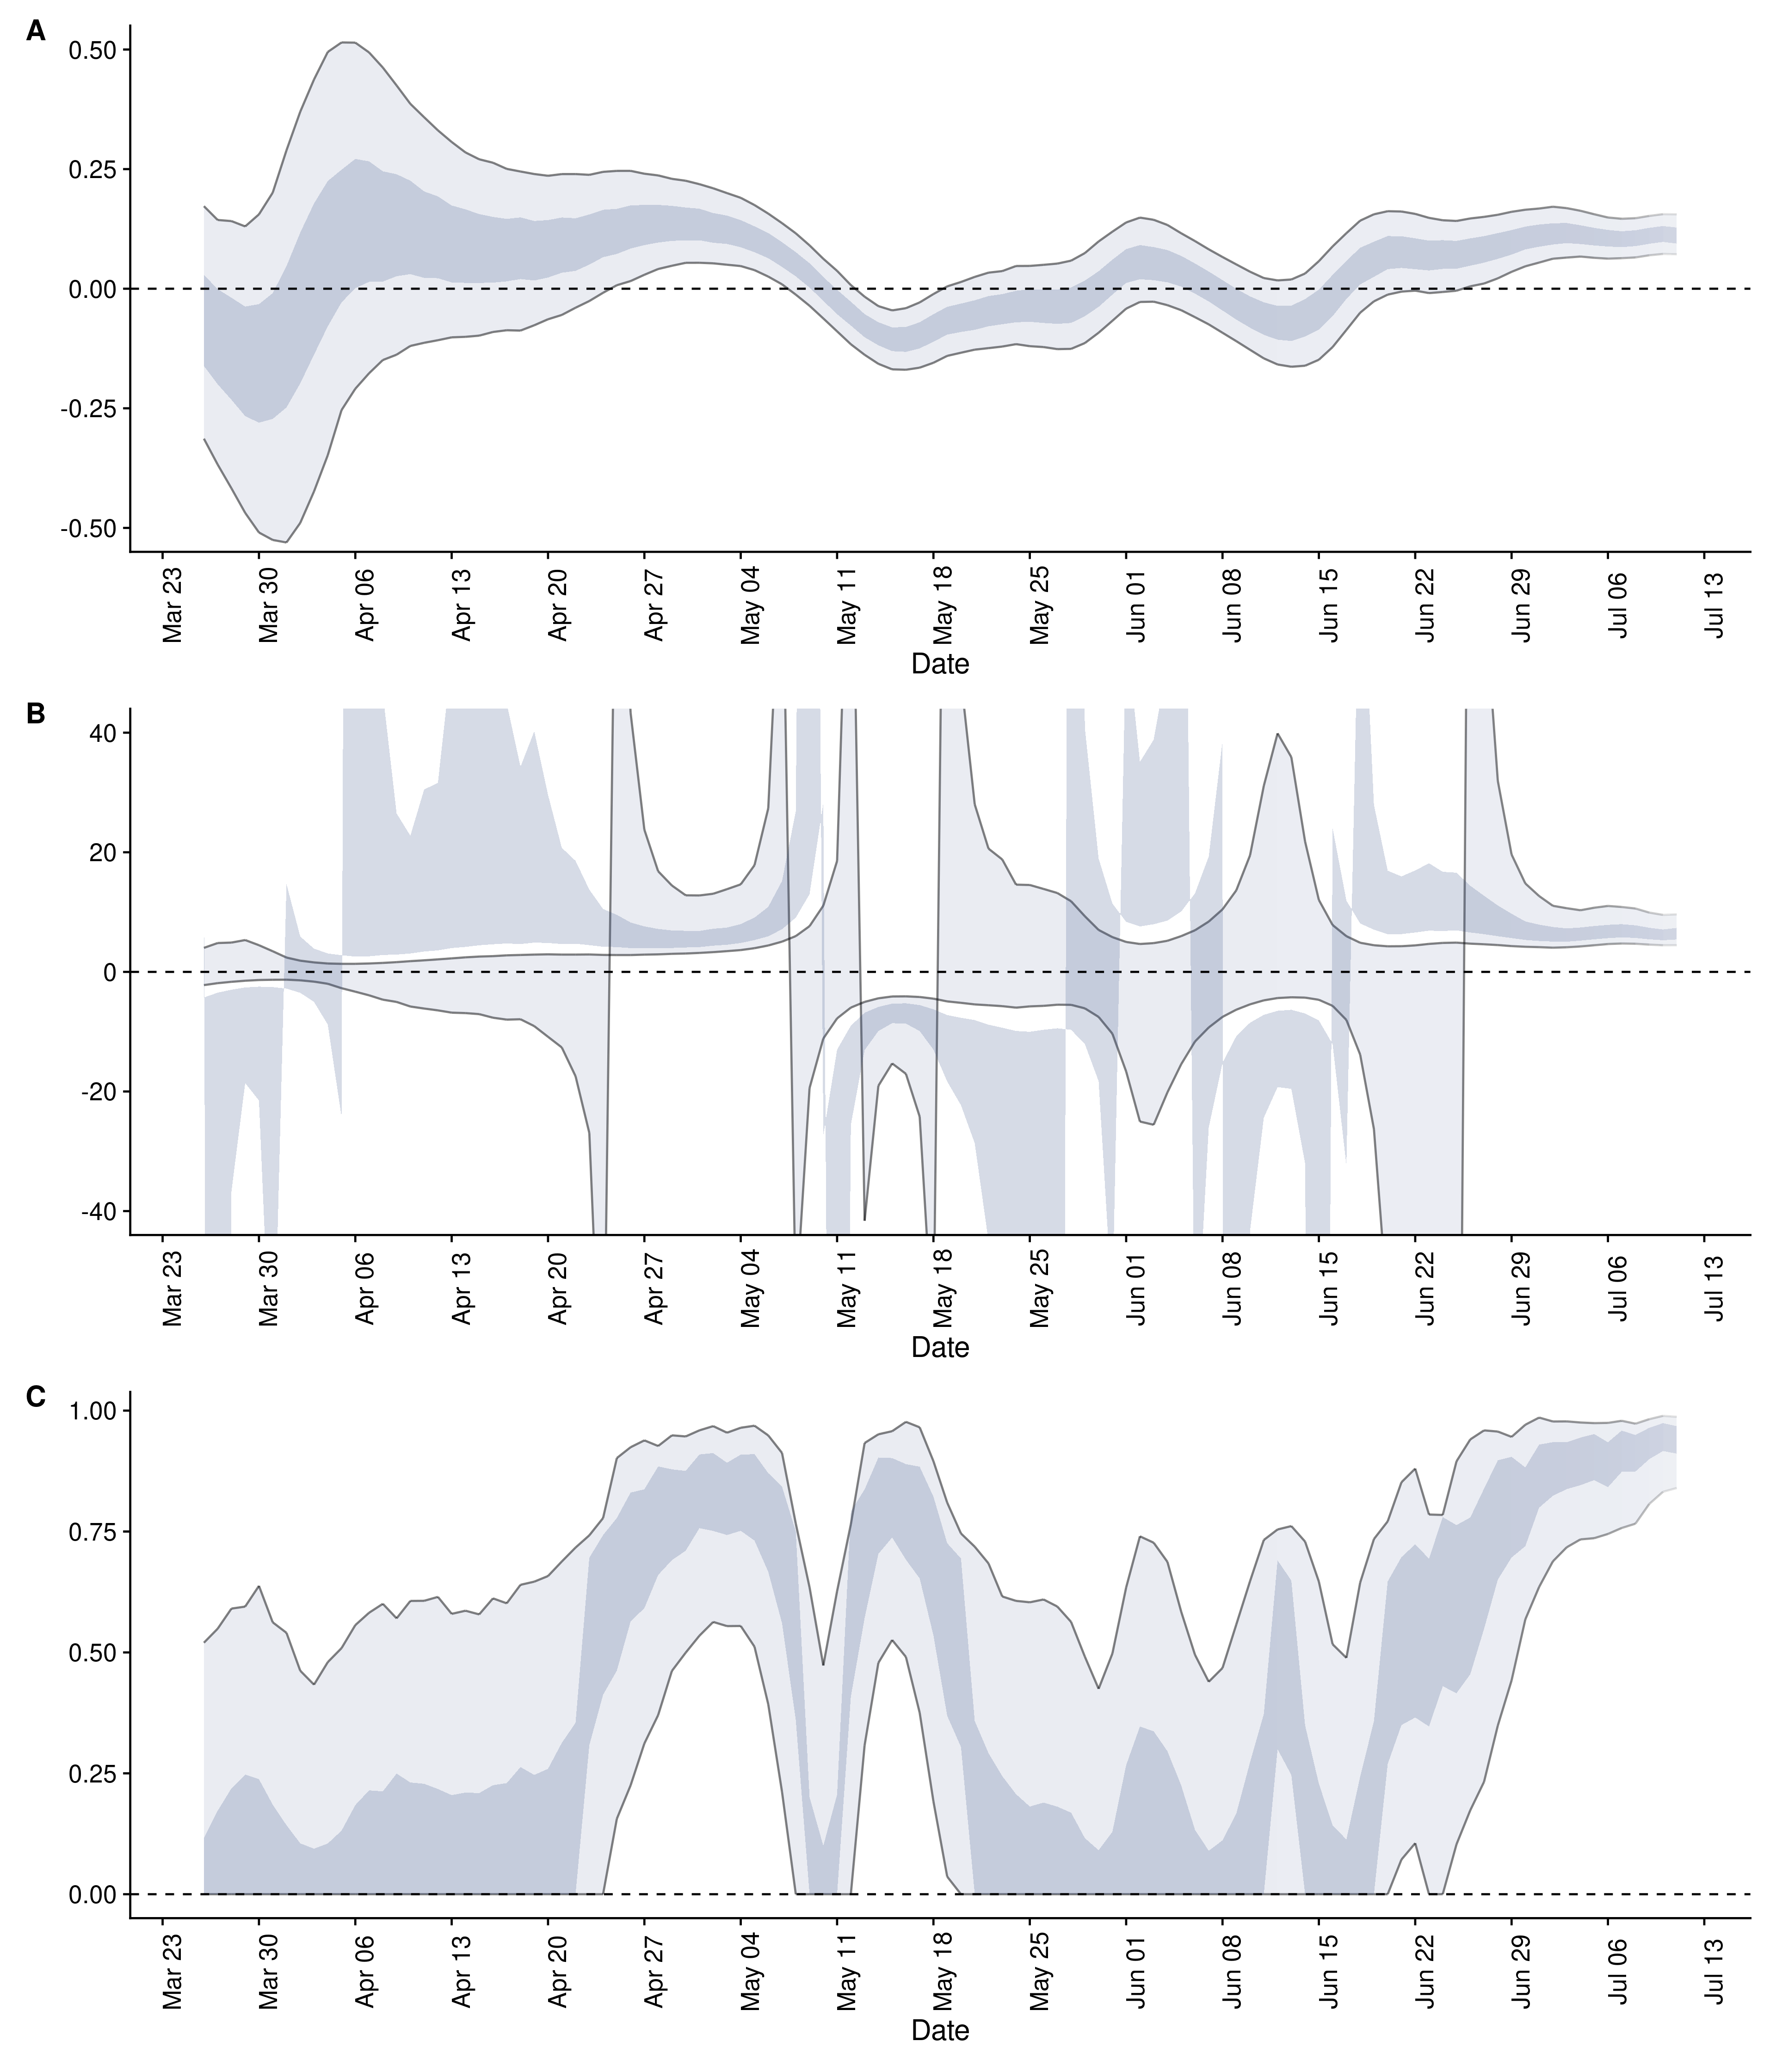 A
0.50
0.25
0.00
-0.25
-0.50
Mar 23
Mar 30
Apr 06
Apr 13
Apr 20
Apr 27
May 04
May 11
May 18
May 25
Jun 01
Jun 08
Jun 15
Jun 22
Jun 29
Jul 06
Jul 13
Date
B
40
20
0
-20
-40
Mar 23
Mar 30
Apr 06
Apr 13
Apr 20
Apr 27
May 04
May 11
May 18
May 25
Jun 01
Jun 08
Jun 15
Jun 22
Jun 29
Jul 06
Jul 13
Date
C
1.00
0.75
0.50
0.25
0.00
Mar 23
Mar 30
Apr 06
Apr 13
Apr 20
Apr 27
May 04
May 11
May 18
May 25
Jun 01
Jun 08
Jun 15
Jun 22
Jun 29
Jul 06
Jul 13
Date